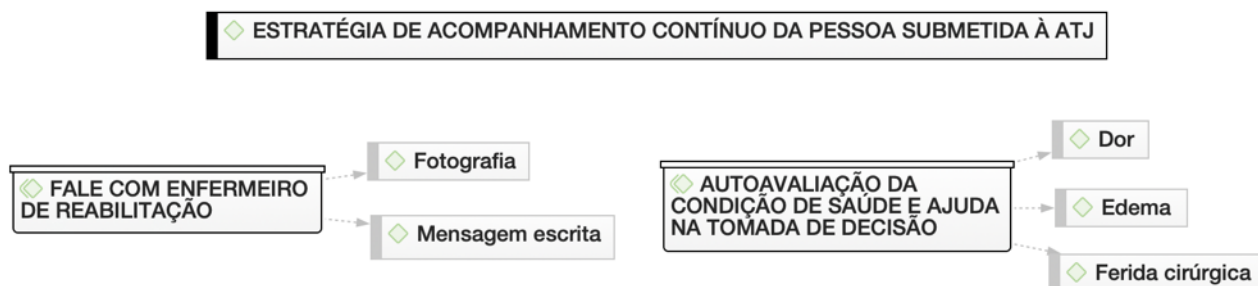 ESTRATÉGIA DE ACOMPANHAMENTO CONTÍNUO DA PESSOA SUBMETIDA À ATJ
FALE COM ENFERMEIRO
DE REABILITAÇÃO
Fotografia
Mensagem escrita
AUTOAVALIAÇÃO DA
CONDIÇÃO DE SAÚDE E AJUDA
NA TOMADA DE DECISÃO
Dor
Edema
Ferida cirúrgica